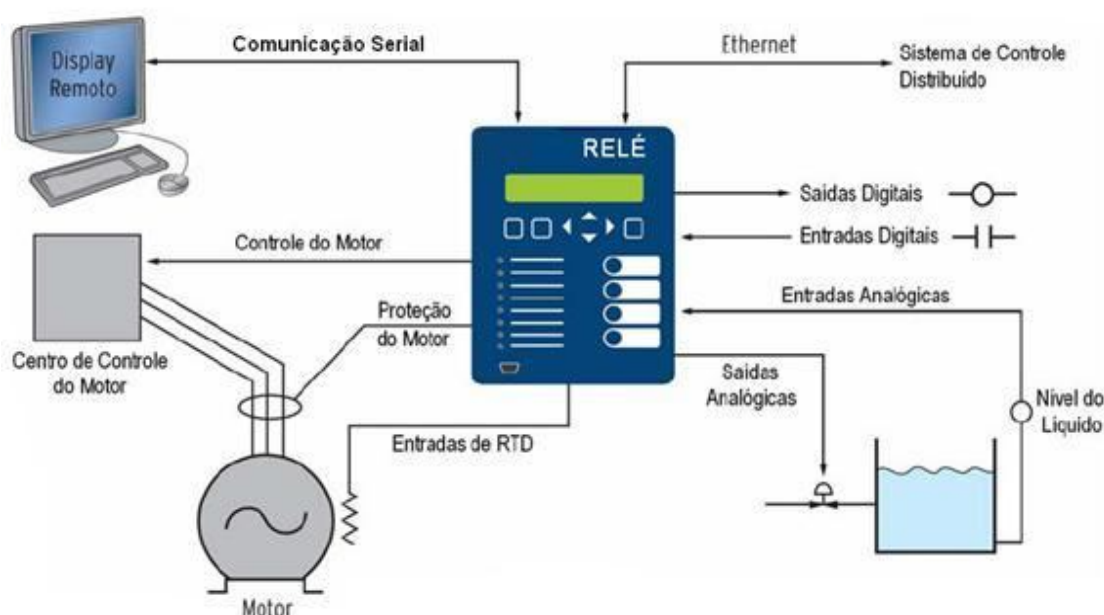 Comunicação Serial
Ethernet
Sistema de Controle
Distribuido
Display
Remoto
RELÉ
Saídas Digitais
Entradas Digitais
Controle do Motor
Entradas Analógicas
Proteção
do Motor
Centro de Controle
do Motor
Saídas
Analógicas
Nível do
Líquido
Entradas de RTD
Motor